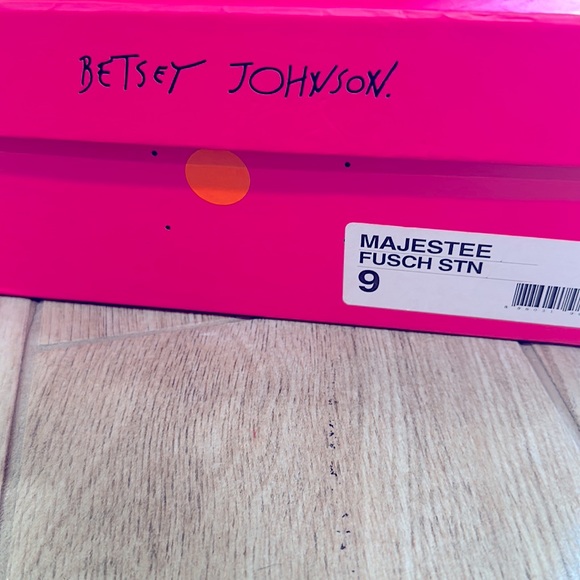 BETSEY JOHNSON.
MAJESTEE
FUSCH STN
9